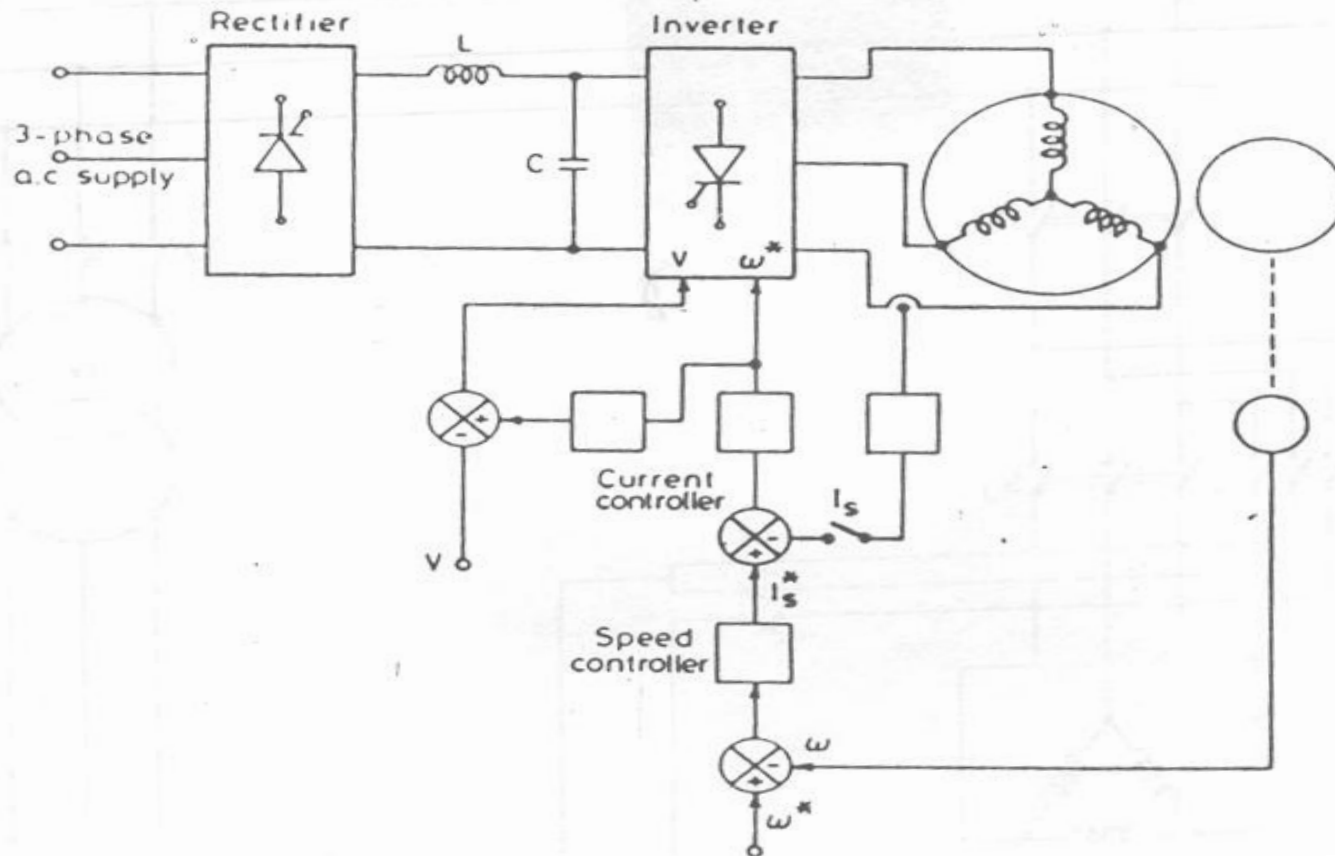 Rectifier
Inverter
L
3-phase
a.c supply
C
V
ω*
+
-
Current
controller
I_s
-
+
V
I_s*
Speed
controller
ω
-
+
ω*